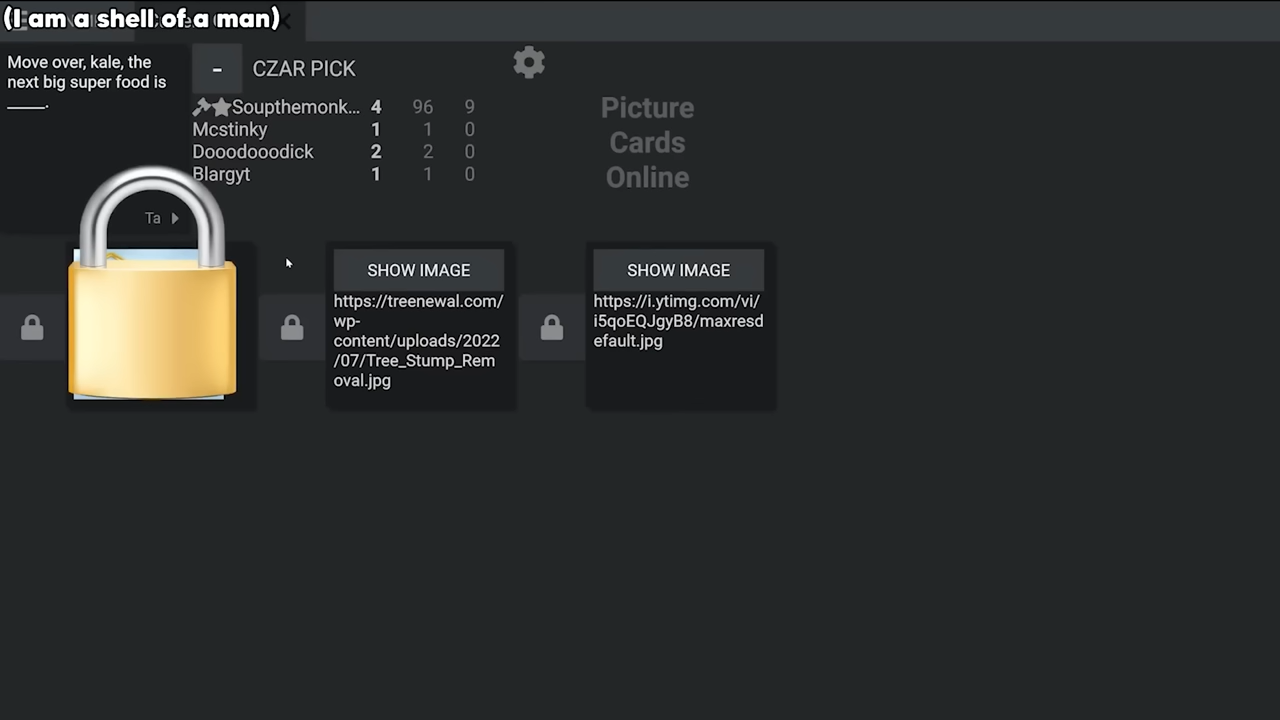 (I am a shell of a man)
Move over, kale, the
next big super food is
_____.
Ta
-
CZAR PICK
Soupthemonk... 4 96 9
Mcstinky 1 1 0
Dooodooodick 2 2 0
Blargyt 1 1 0
Picture
Cards
Online
SHOW IMAGE
https://treenewal.com/
wp-
content/uploads/2022
/07/Tree_Stump_Rem
oval.jpg
SHOW IMAGE
https://i.ytimg.com/vi/
i5qoEQJgyB8/maxresd
efault.jpg